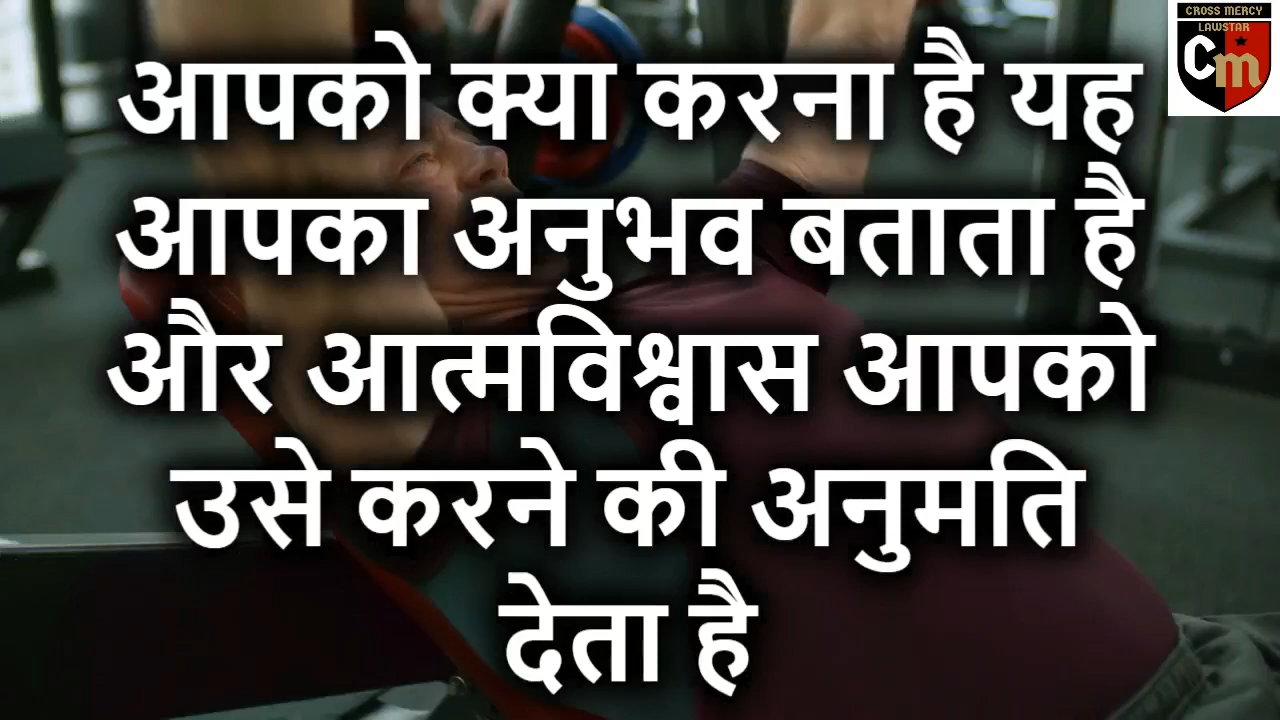 CROSS MERCY
LAWSTAR
Cm
आपको क्या करना है यह
आपका अनुभव बताता है
और आत्मविश्वास आपको
उसे करने की अनुमति
देता है